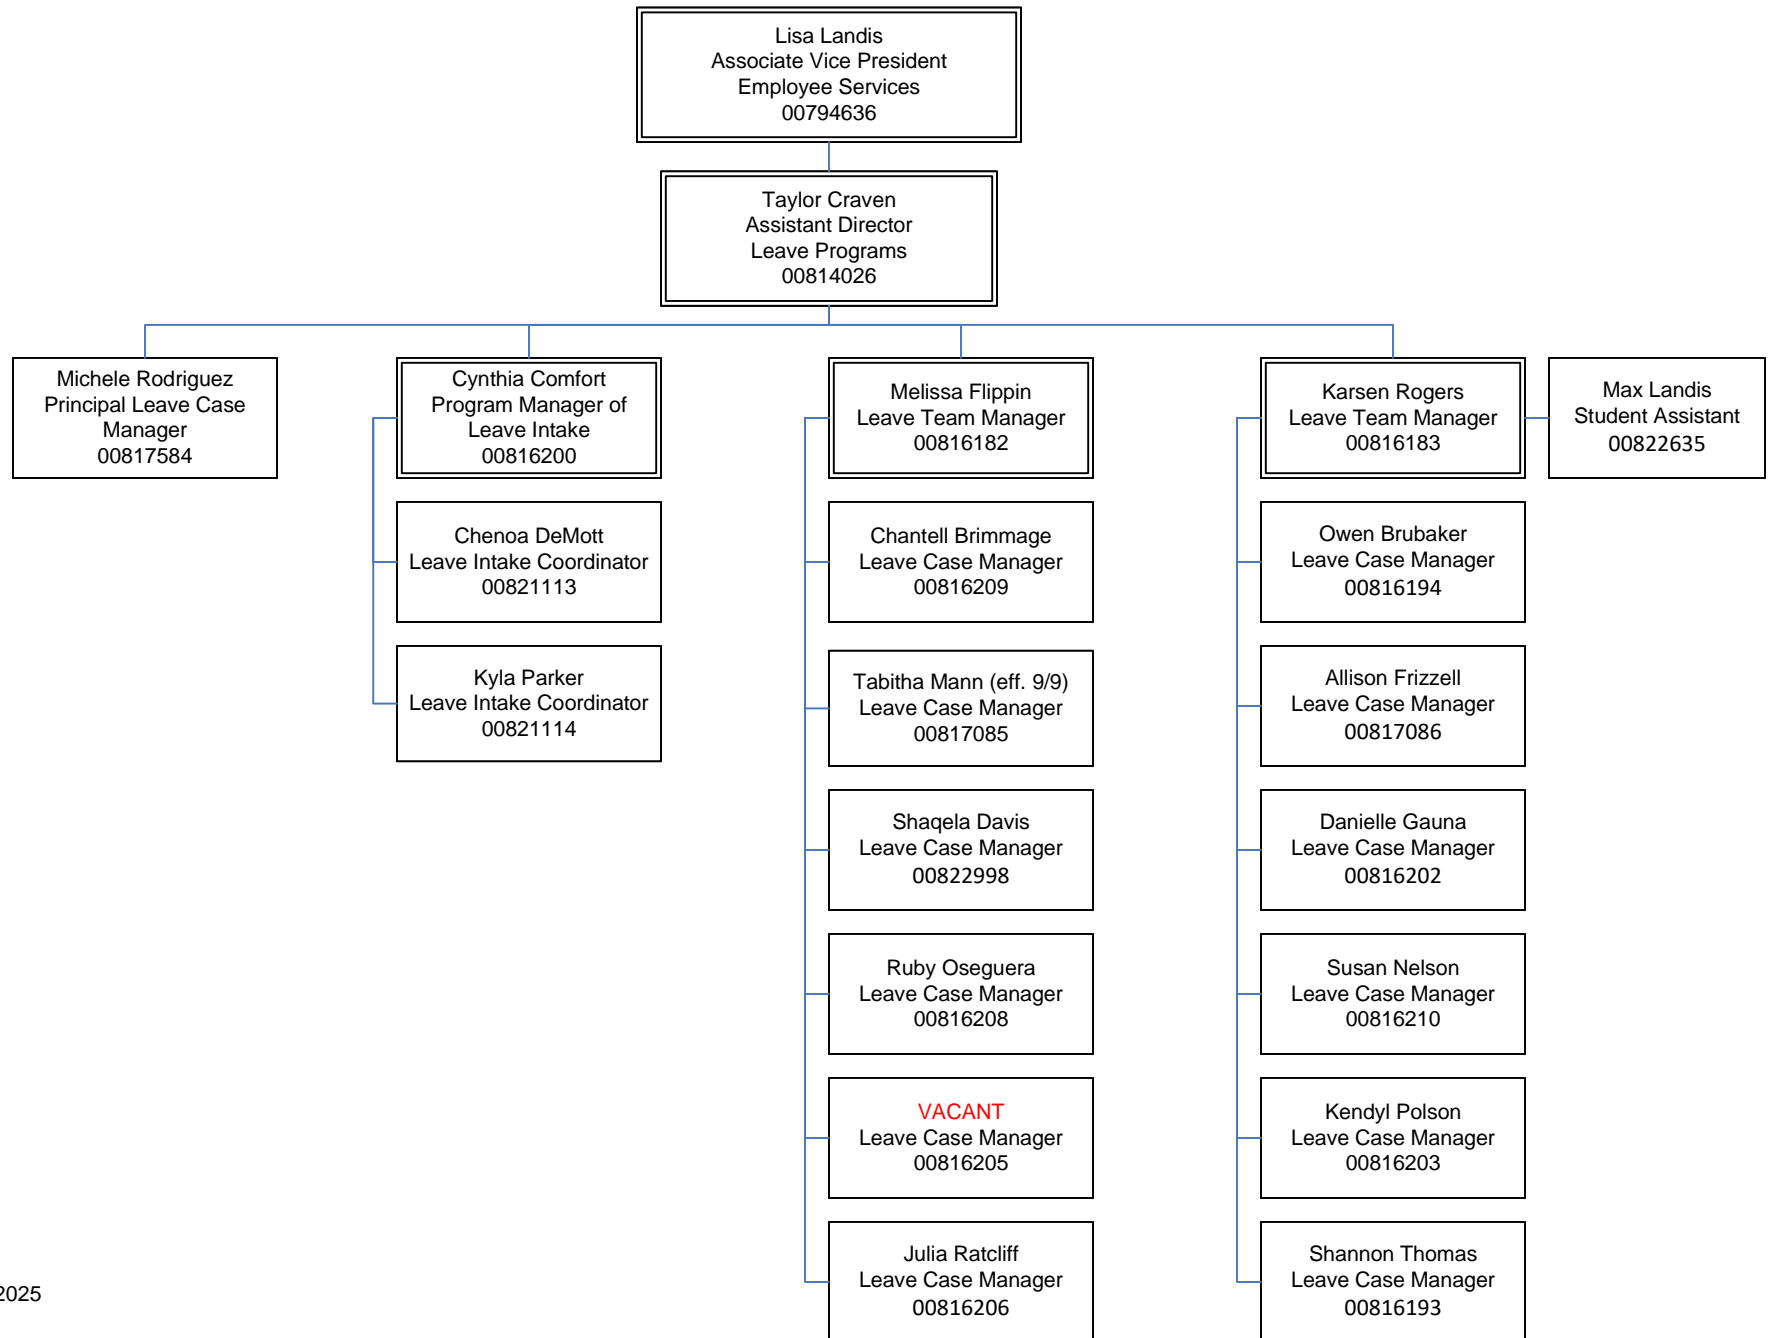 Lisa Landis
Associate Vice President
Employee Services
00794636
Taylor Craven
Assistant Director
Leave Programs
00814026
Michele Rodriguez
Principal Leave Case
Manager
00817584
Cynthia Comfort
Program Manager of
Leave Intake
00816200
Chenoa DeMott
Leave Intake Coordinator
00821113
Kyla Parker
Leave Intake Coordinator
00821114
Melissa Flippin
Leave Team Manager
00816182
Chantell Brimmage
Leave Case Manager
00816209
Tabitha Mann (eff. 9/9)
Leave Case Manager
00817085
Shaqela Davis
Leave Case Manager
00822998
Ruby Oseguera
Leave Case Manager
00816208
VACANT
Leave Case Manager
00816205
Julia Ratcliff
Leave Case Manager
00816206
Karsen Rogers
Leave Team Manager
00816183
Max Landis
Student Assistant
00822635
Owen Brubaker
Leave Case Manager
00816194
Allison Frizzell
Leave Case Manager
00817086
Danielle Gauna
Leave Case Manager
00816202
Susan Nelson
Leave Case Manager
00816210
Kendyl Polson
Leave Case Manager
00816203
Shannon Thomas
Leave Case Manager
00816193
2025